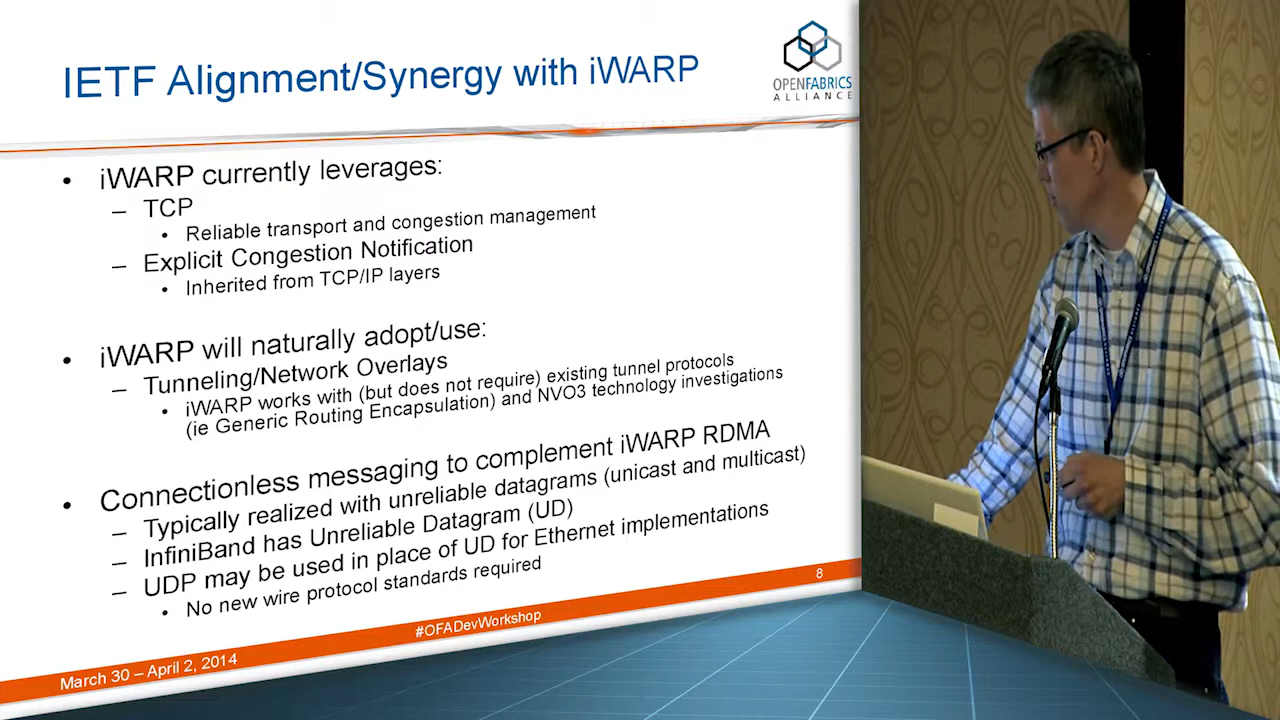 IETF Alignment/Synergy with iWARP
OPENFABRICS
ALLIANCE
• iWARP currently leverages:
– TCP
• Reliable transport and congestion management
– Explicit Congestion Notification
• Inherited from TCP/IP layers
• iWARP will naturally adopt/use:
– Tunneling/Network Overlays
• iWARP works with (but does not require) existing tunnel protocols
(ie Generic Routing Encapsulation) and NVO3 technology investigations
• Connectionless messaging to complement iWARP RDMA
– Typically realized with unreliable datagrams (unicast and multicast)
– InfiniBand has Unreliable Datagram (UD)
– UDP may be used in place of UD for Ethernet implementations
• No new wire protocol standards required
March 30 – April 2, 2014
#OFADevWorkshop
8